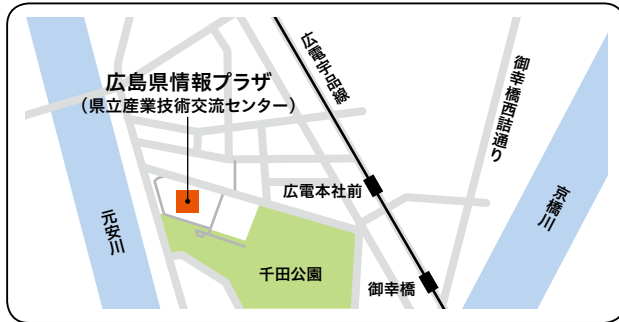 広島県情報プラザ
（県立産業技術交流センター）
広電宇品線
御幸橋西詰通り
広電本社前
元安川
京橋川
千田公園
御幸橋